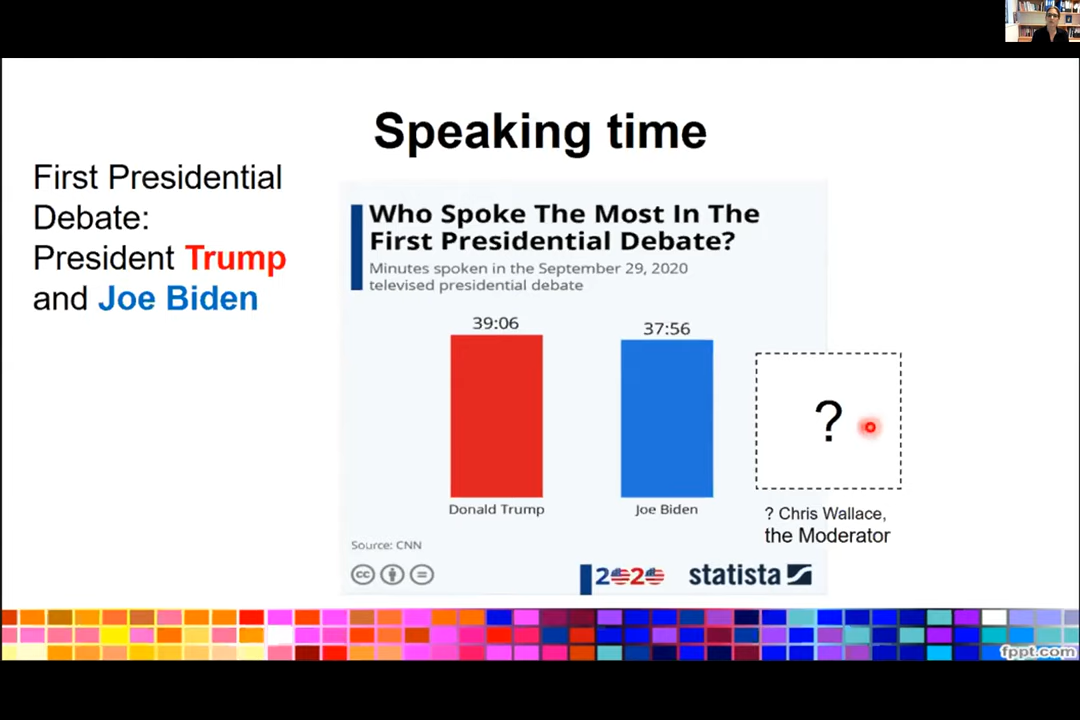 Speaking time
First Presidential
Debate:
President Trump
and Joe Biden
Who Spoke The Most In The
First Presidential Debate?
Minutes spoken in the September 29, 2020
televised presidential debate
39:06
37:56
?
Donald Trump
Joe Biden
? Chris Wallace,
the Moderator
Source: CNN
cc
2020
statista
fppt.com